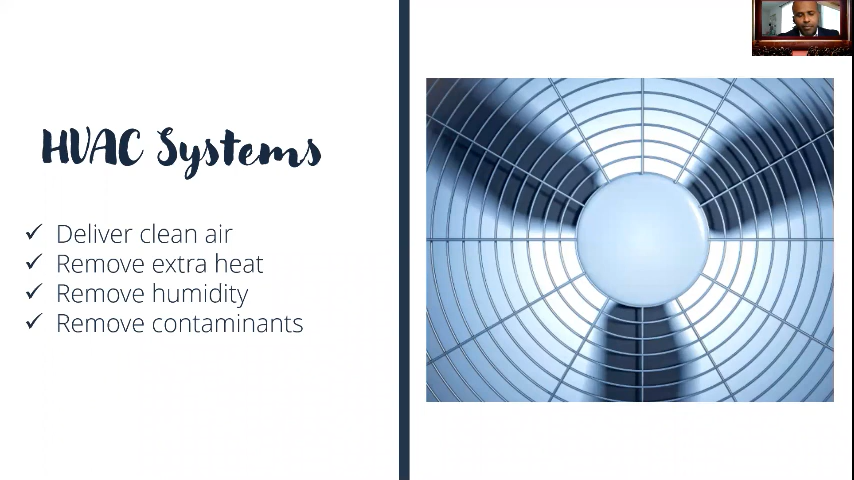 HVAC Systems
✓ Deliver clean air
✓ Remove extra heat
✓ Remove humidity
✓ Remove contaminants